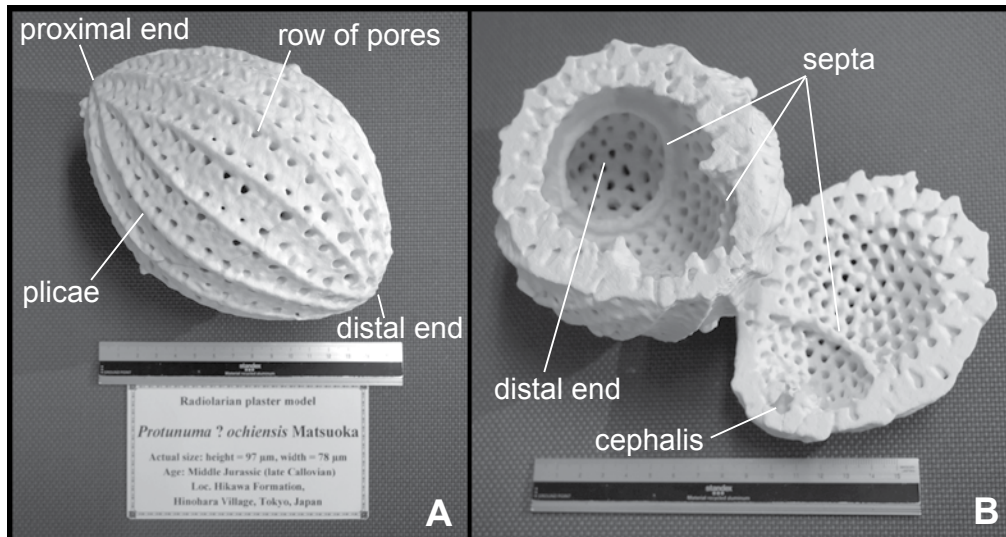 proximal end
row of pores
plicae
distal end
standex
Radiolarian plaster model
Protunuma ? ochiensis Matsuoka
Actual size: height = 97 µm, width = 78 µm
Age: Middle Jurassic (late Callovian)
Loc. Hikawa Formation,
Hinohara Village, Tokyo, Japan
A
septa
distal end
cephalis
standex
B